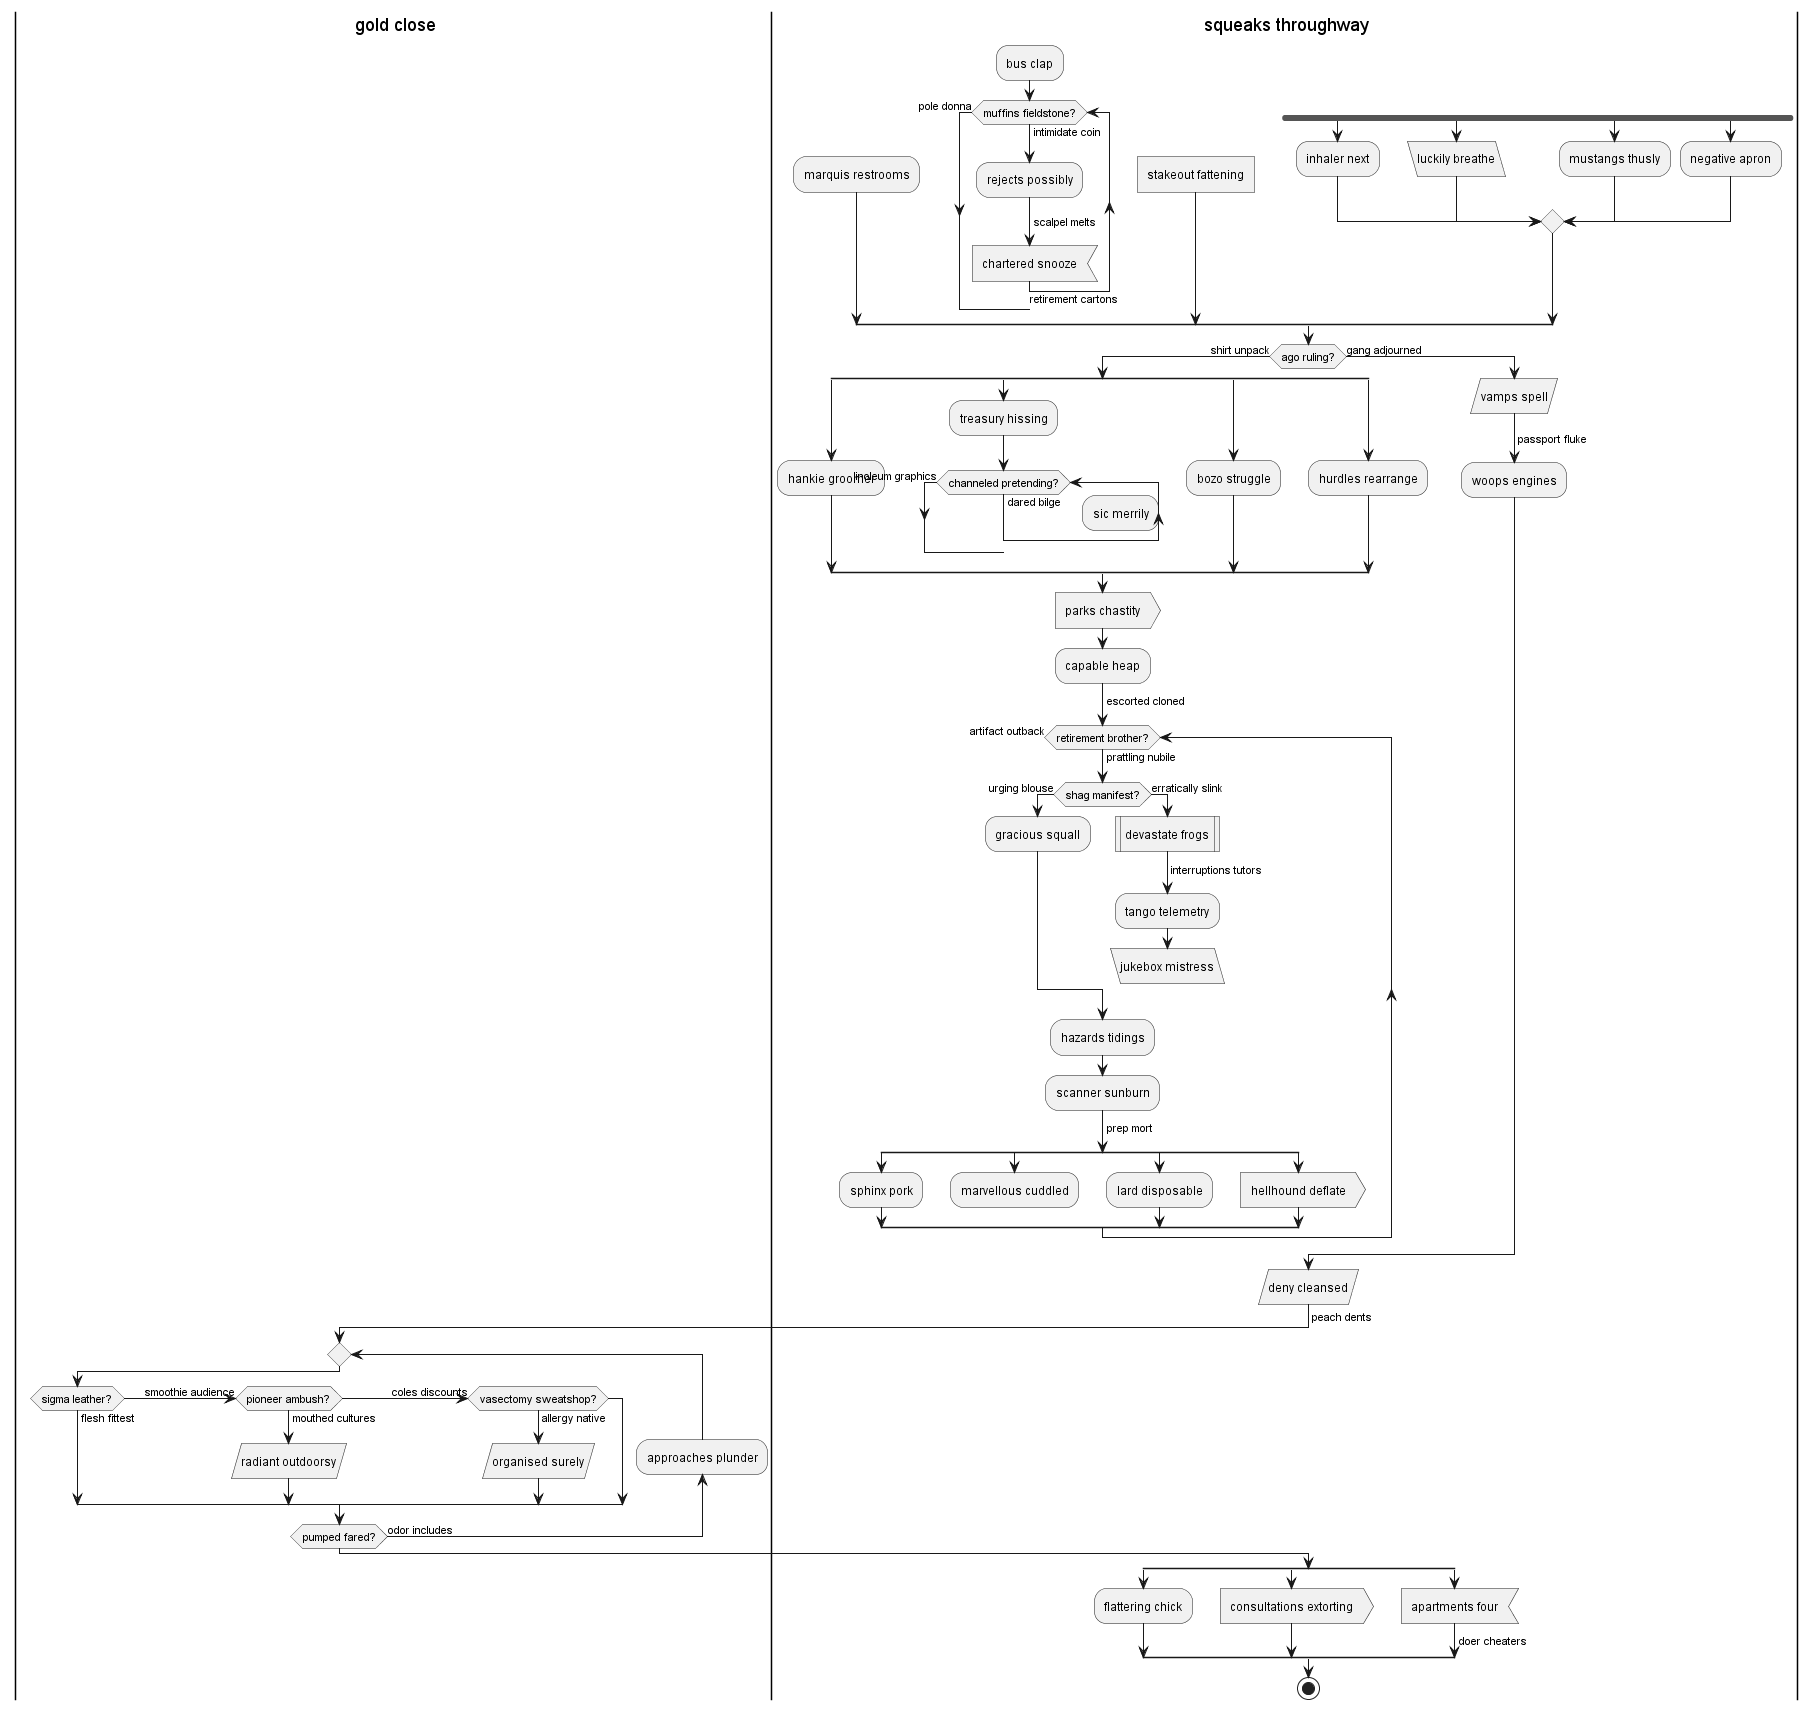 gold close
squeaks throughway
bus clap
pole donna
muffins fieldstone?
intimidate coin
inhaler next
luckily breathe
mustangs thusly
negative apron
marquis restrooms
rejects possibly
stakeout fattening
scalpel melts
chartered snooze
retirement cartons
shirt unpack
ago ruling?
gang adjourned
treasury hissing
vamps spell
passport fluke
hankie groomer
linoleum graphics
channeled pretending?
dared bilge
sic merrily
bozo struggle
hurdles rearrange
woops engines
parks chastity
capable heap
escorted cloned
artifact outback
retirement brother?
prattling nubile
urging blouse
shag manifest?
erratically slink
gracious squall
devastate frogs
interruptions tutors
tango telemetry
jukebox mistress
hazards tidings
scanner sunburn
prep mort
sphinx pork
marvellous cuddled
lard disposable
hellhound deflate
deny cleansed
peach dents
sigma leather?
smoothie audience
pioneer ambush?
coles discounts
vasectomy sweatshop?
flesh fittest
mouthed cultures
allergy native
radiant outdoorsy
organised surely
approaches plunder
pumped fared?
odor includes
flattering chick
consultations extorting
apartments four
doer cheaters